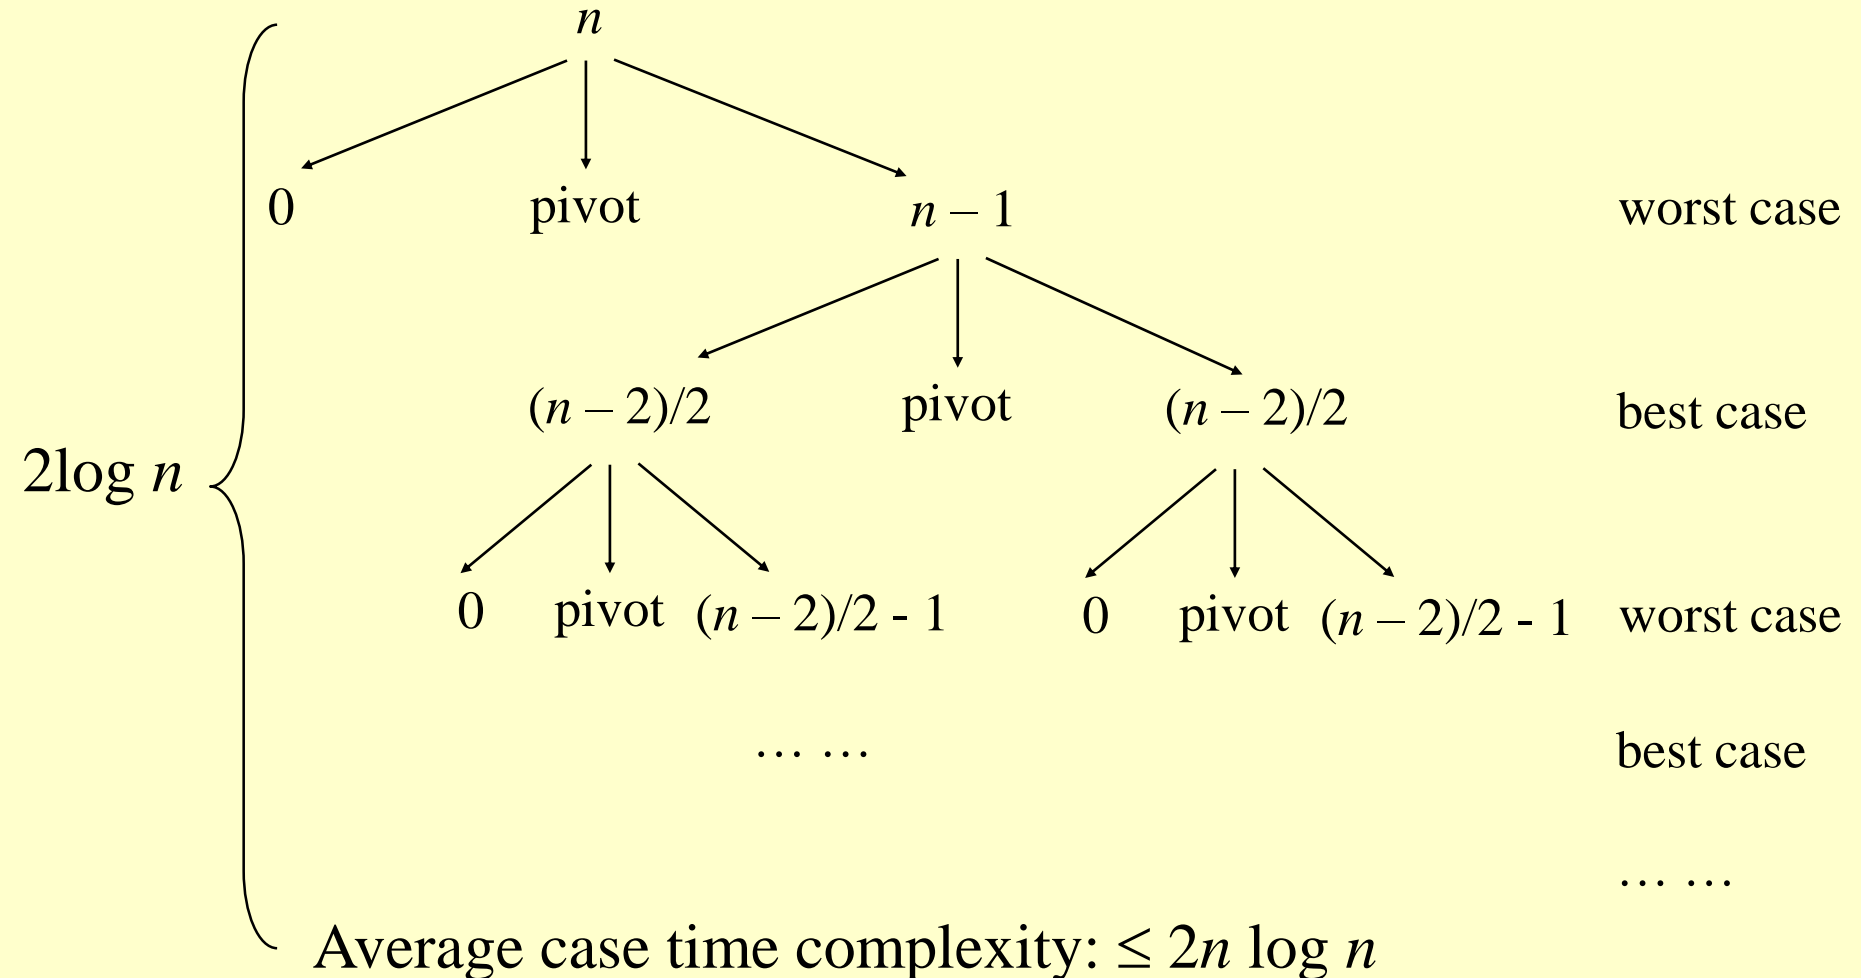 n
0 pivot n – 1 worst case
(n – 2)/2 pivot (n – 2)/2 best case
2log n
0 pivot (n – 2)/2 - 1 0 pivot (n – 2)/2 - 1 worst case
… … best case
… …
Average case time complexity: ≤ 2n log n